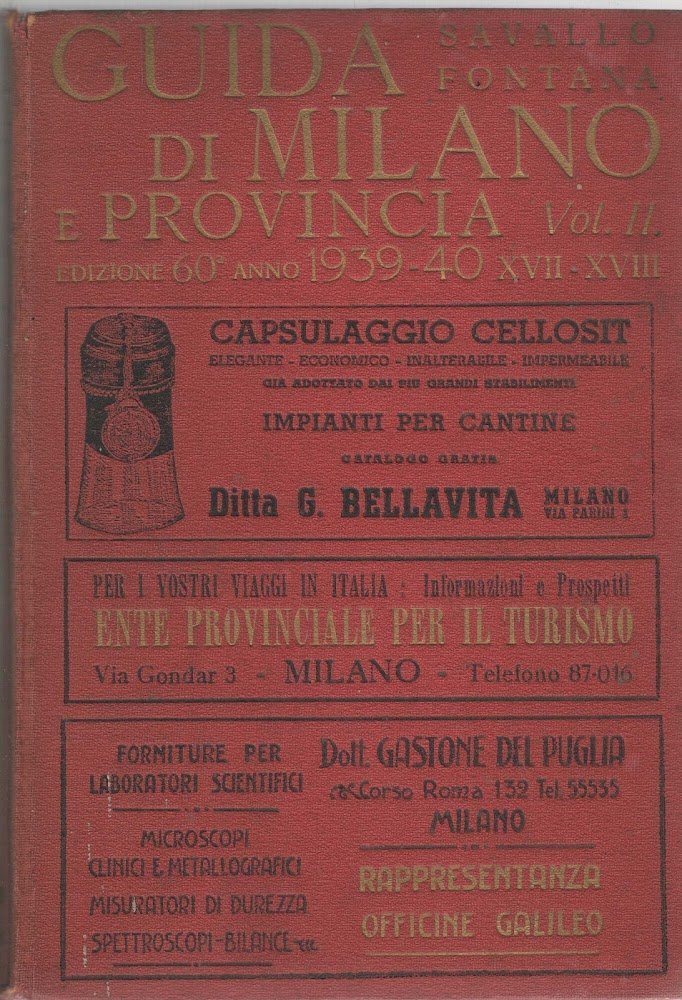 GUIDA SAVALLO
FONTANA
DI MILANO
E PROVINCIA Vol. II.
EDIZIONE 60ª ANNO 1939-40 XVII-XVIII
CAPSULAGGIO CELLOSIT
ELEGANTE - ECONOMICO - INALTERABILE - IMPERMEABILE
GIA ADOTTATO DAI PIU GRANDI STABILIMENTI
IMPIANTI PER CANTINE
CATALOGO GRATIS
Ditta G. BELLAVITA MILANO
VIA PARINI 1
PER I VOSTRI VIAGGI IN ITALIA : Informazioni e Prospetti
ENTE PROVINCIALE PER IL TURISMO
Via Gondar 3 - MILANO - Telefono 87-016
FORNITURE PER
LABORATORI SCIENTIFICI
MICROSCOPI
CLINICI E METALLOGRAFICI
MISURATORI DI DUREZZA
SPETTROSCOPI-BILANCE
Dott. GASTONE DEL PUGLIA
Corso Roma 132 Tel. 55535
MILANO
RAPPRESENTANZA
OFFICINE GALILEO